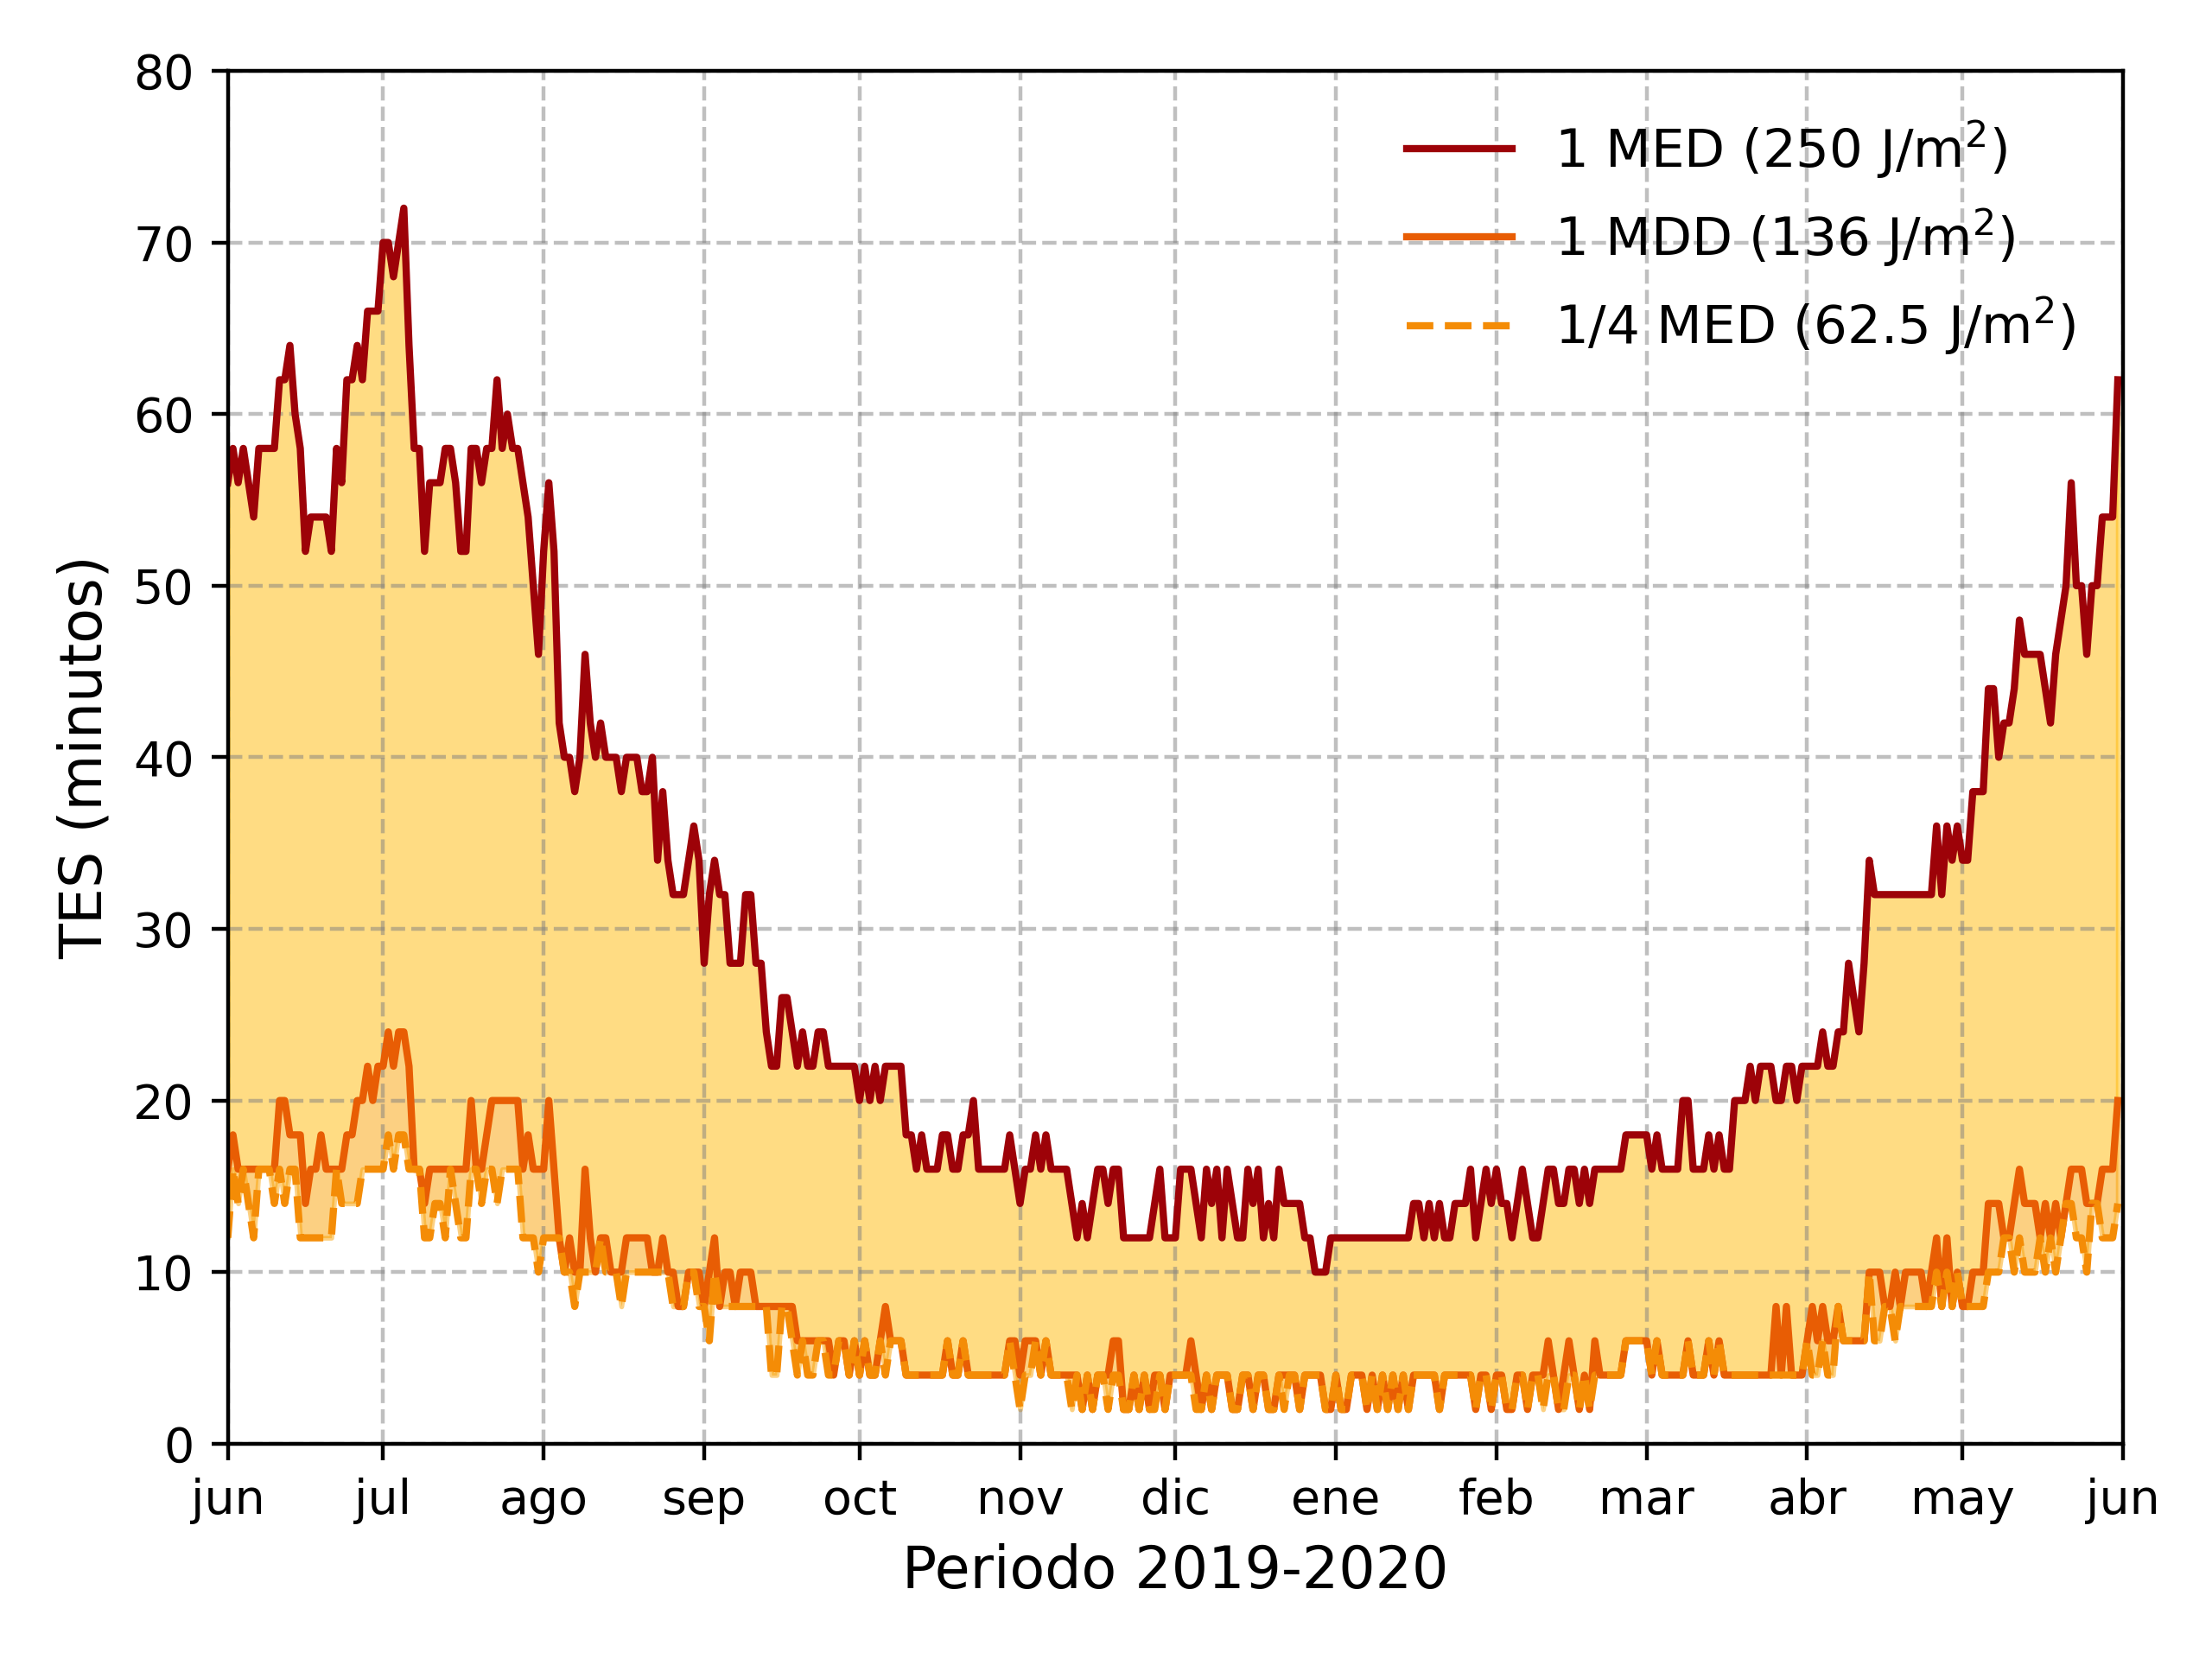 80
70
60
50
40
30
20
10
0
TES (minutos)
1 MED (250 J/m²)
1 MDD (136 J/m²)
1/4 MED (62.5 J/m²)
jun jul ago sep oct nov dic ene feb mar abr may jun
Periodo 2019-2020